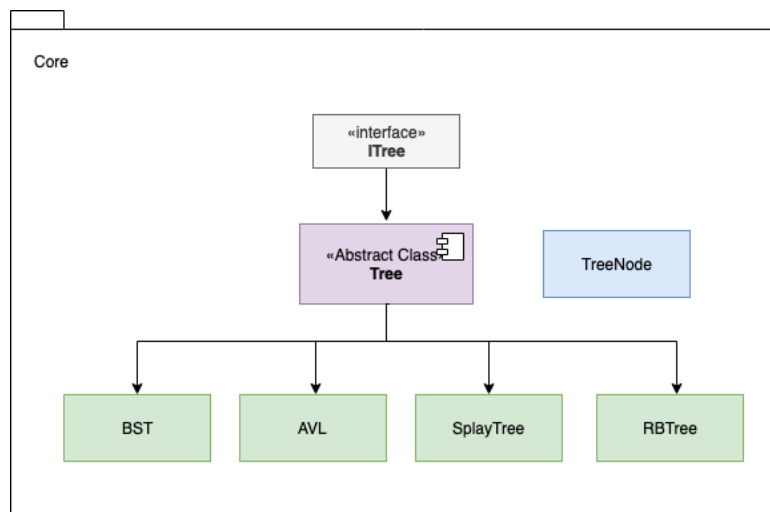 Core
«interface»
ITree
«Abstract Class»
Tree
TreeNode
BST
AVL
SplayTree
RBTree